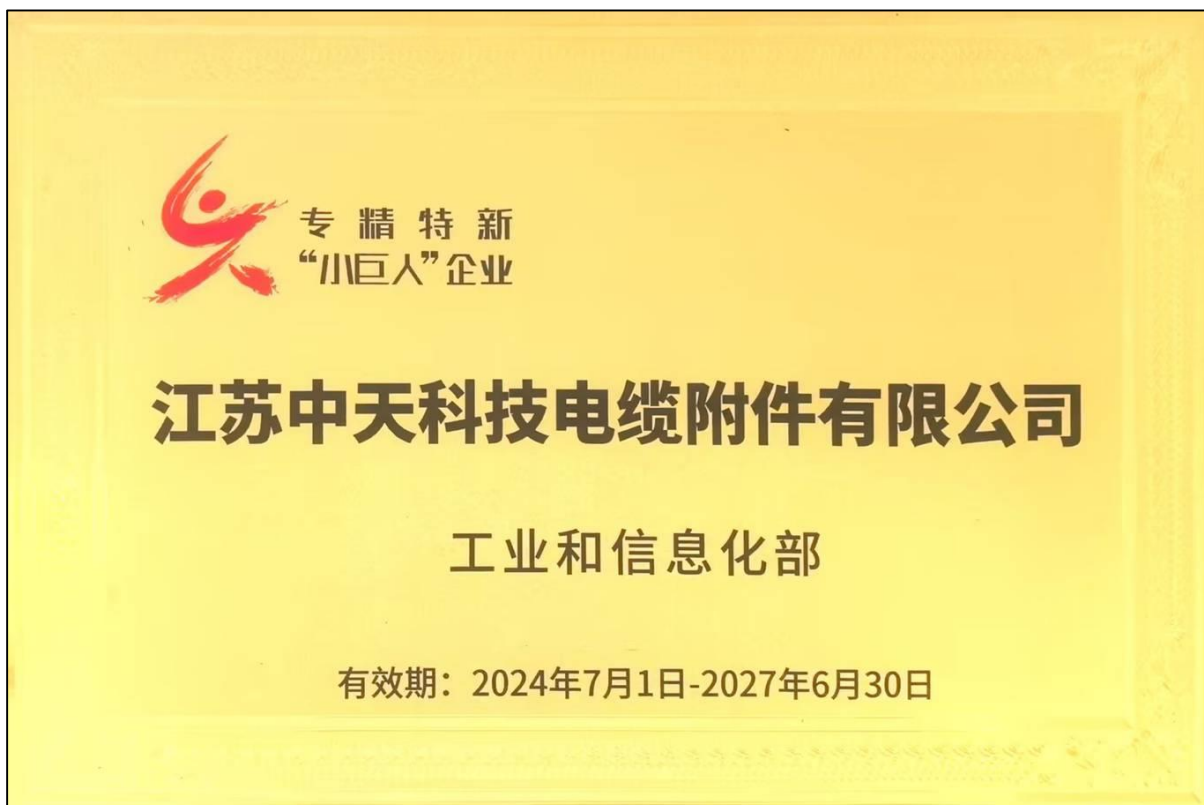 专精特新
“小巨人”企业
江苏中天科技电缆附件有限公司
工业和信息化部
有效期：2024年7月1日-2027年6月30日